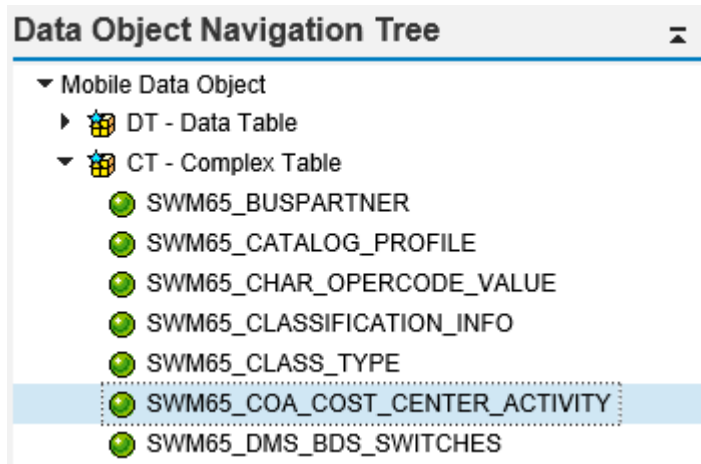 Data Object Navigation Tree
Mobile Data Object
DT - Data Table
CT - Complex Table
SWM65_BUSPARTNER
SWM65_CATALOG_PROFILE
SWM65_CHAR_OPERCODE_VALUE
SWM65_CLASSIFICATION_INFO
SWM65_CLASS_TYPE
SWM65_COA_COST_CENTER_ACTIVITY
SWM65_DMS_BDS_SWITCHES